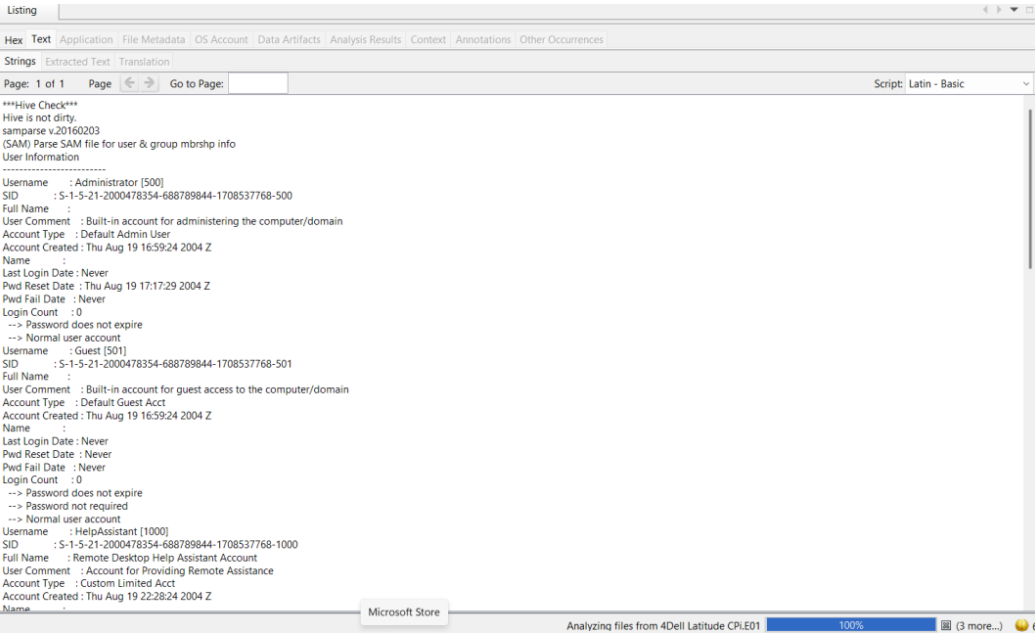 Listing
Hex Text Application File Metadata OS Account Data Artifacts Analysis Results Context Annotations Other Occurrences
Strings Extracted Text Translation
Page: 1 of 1 Page Go to Page: Script: Latin - Basic
***Hive Check***
Hive is not dirty.
samparse v.20160203
(SAM) Parse SAM file for user & group mbrshp info
User Information
-------------------------
Username : Administrator [500]
SID : S-1-5-21-2000478354-688789844-1708537768-500
Full Name :
User Comment : Built-in account for administering the computer/domain
Account Type : Default Admin User
Account Created : Thu Aug 19 16:59:24 2004 Z
Name :
Last Login Date : Never
Pwd Reset Date : Thu Aug 19 17:17:29 2004 Z
Pwd Fail Date : Never
Login Count : 0
--> Password does not expire
--> Normal user account
Username : Guest [501]
SID : S-1-5-21-2000478354-688789844-1708537768-501
Full Name :
User Comment : Built-in account for guest access to the computer/domain
Account Type : Default Guest Acct
Account Created : Thu Aug 19 16:59:24 2004 Z
Name :
Last Login Date : Never
Pwd Reset Date : Never
Pwd Fail Date : Never
Login Count : 0
--> Password does not expire
--> Password not required
--> Normal user account
Username : HelpAssistant [1000]
SID : S-1-5-21-2000478354-688789844-1708537768-1000
Full Name : Remote Desktop Help Assistant Account
User Comment : Account for Providing Remote Assistance
Account Type : Custom Limited Acct
Account Created : Thu Aug 19 22:28:24 2004 Z
Name :
Microsoft Store
Analyzing files from 4Dell Latitude CPi.E01 100% (3 more...)